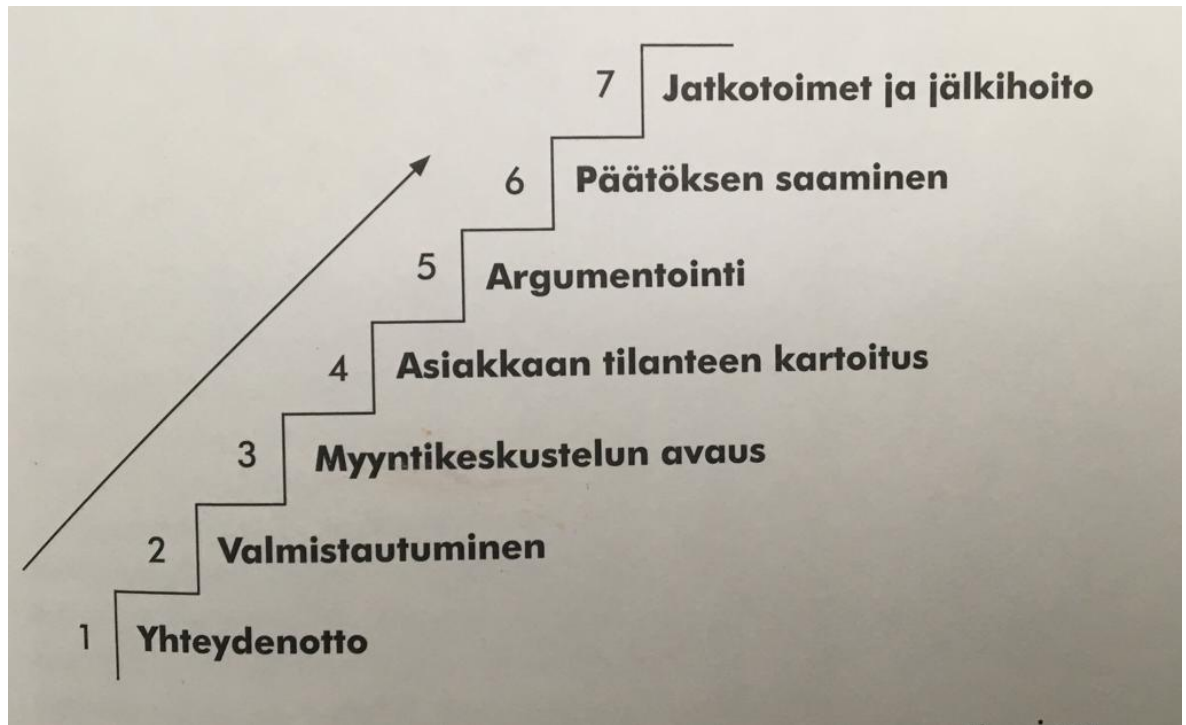 7 Jatkotoimet ja jälkihoito
6 Päätöksen saaminen
5 Argumentointi
4 Asiakkaan tilanteen kartoitus
3 Myyntikeskustelun avaus
2 Valmistautuminen
1 Yhteydenotto